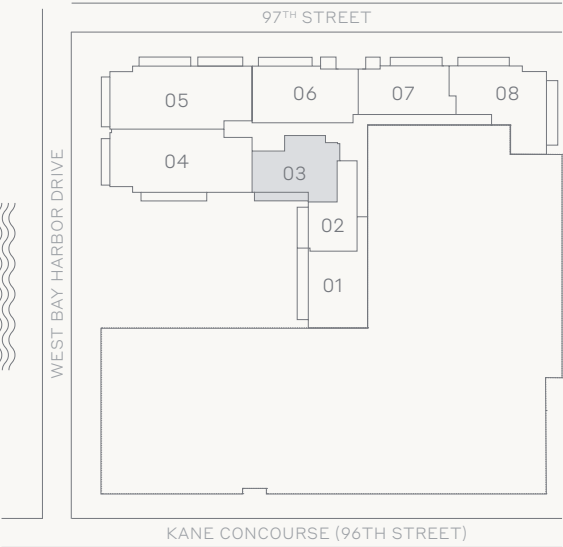 97TH STREET
05
06
07
08
04
03
02
01
WEST BAY HARBOR DRIVE
KANE CONCOURSE (96TH STREET)